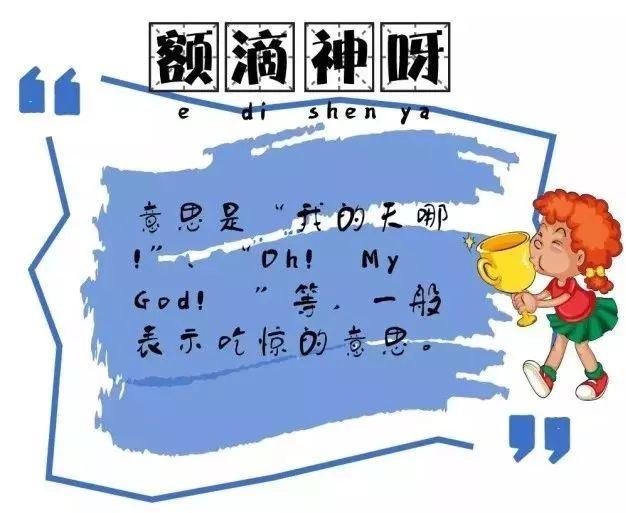 额滴神呀
e di shen ya
意思是“我的天哪
!”、“Oh! My
God! ”等，一般
表示吃惊的意思。